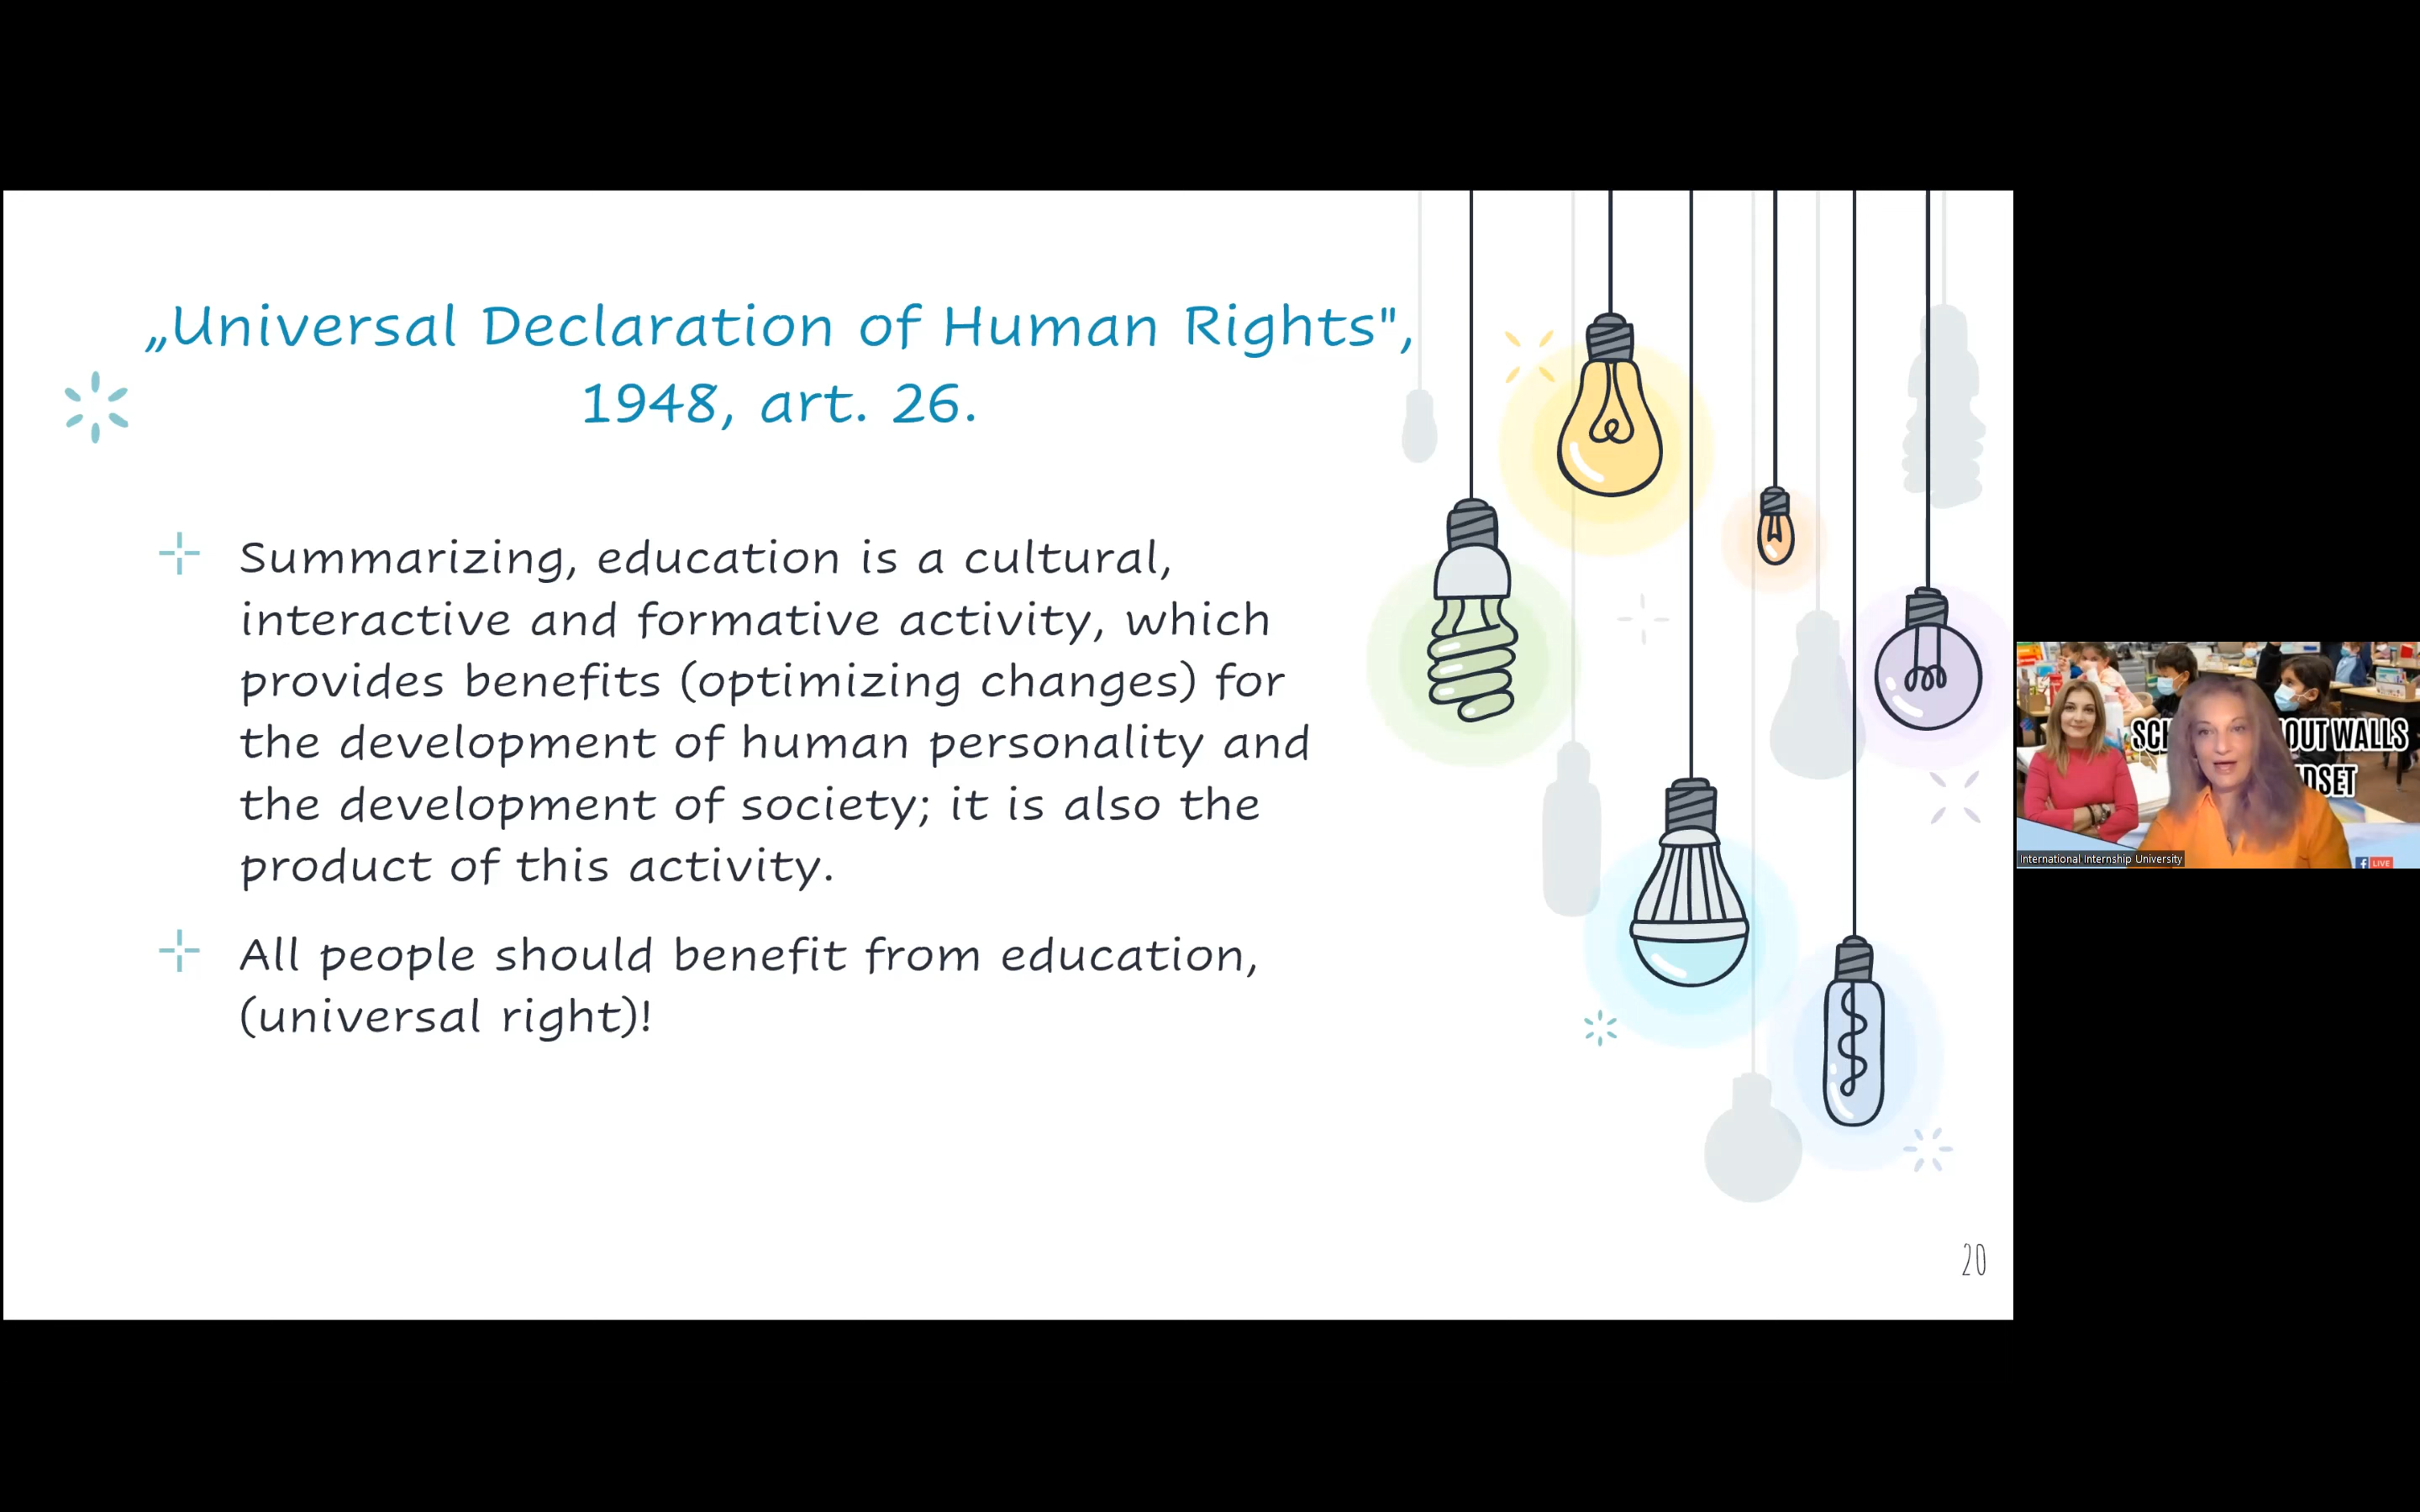 „Universal Declaration of Human Rights",
1948, art. 26.
Summarizing, education is a cultural,
interactive and formative activity, which
provides benefits (optimizing changes) for
the development of human personality and
the development of society; it is also the
product of this activity.
All people should benefit from education,
(universal right)!
20
SCH OUT WALLS
DSET
International Internship University
LIVE